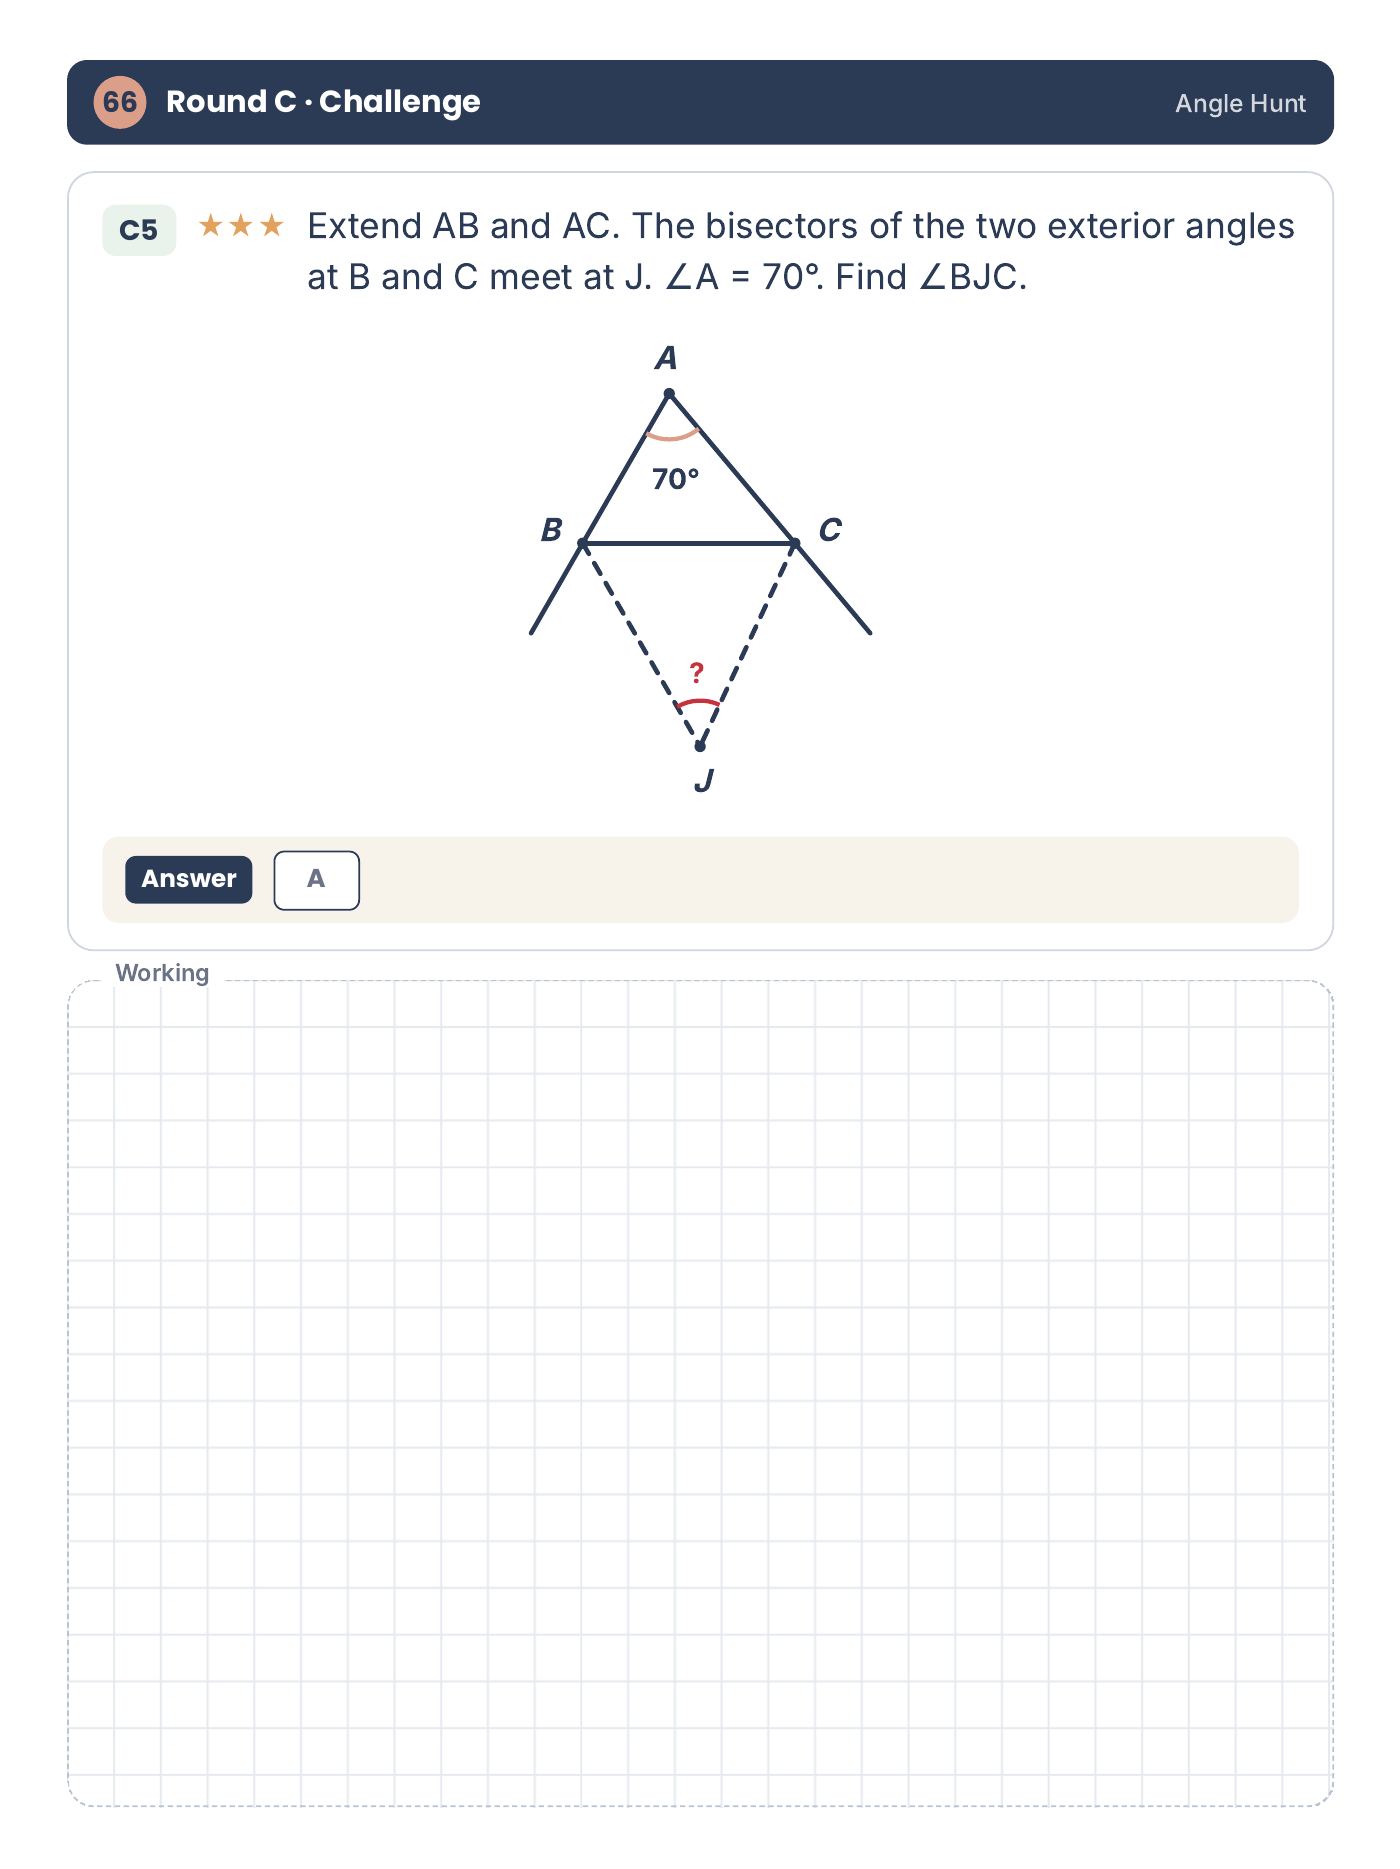 66 Round C · Challenge
Angle Hunt
C5 ★★★ Extend AB and AC. The bisectors of the two exterior angles
at B and C meet at J. ∠A = 70°. Find ∠BJC.
A
70°
B
C
?
J
Answer A
Working